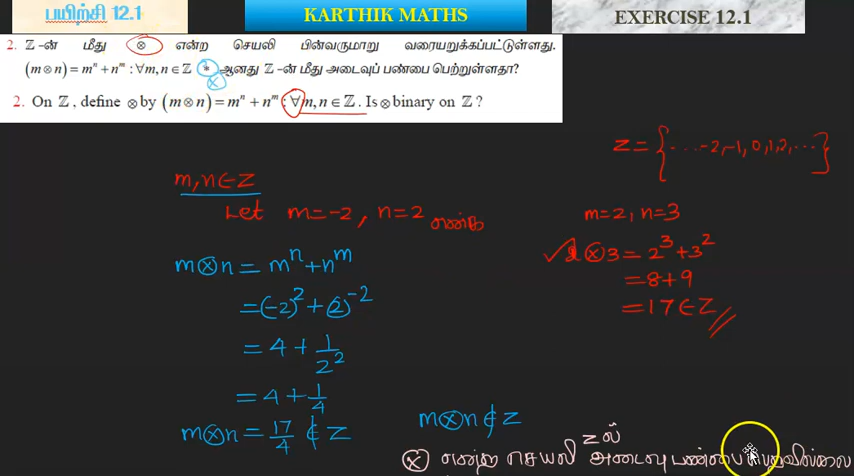 பயிற்சி 12.1
KARTHIK MATHS
EXERCISE 12.1
2. ℤ-ன் மீது ⊗ என்ற செயலி பின்வருமாறு வரையறுக்கப்பட்டுள்ளது.
(m ⊗ n) = mⁿ + nᵐ : ∀m, n ∈ ℤ * ஆனது ℤ-ன் மீது அடைவுப் பண்பை பெற்றுள்ளதா?
⊗
2. On ℤ, define ⊗ by (m ⊗ n) = mⁿ + nᵐ : ∀m, n ∈ ℤ. Is ⊗ binary on ℤ?
Z = { ... -2, -1, 0, 1, 2, ... }
m, n ∈ Z
Let m = -2, n = 2 என்க
m ⊗ n = mⁿ + nᵐ
= (-2)² + (2)⁻²
= 4 + 1/2²
= 4 + 1/4
m ⊗ n = 17/4 ∉ Z
m = 2, n = 3
✓ 2 ⊗ 3 = 2³ + 3²
= 8 + 9
= 17 ∈ Z //
m ⊗ n ∉ Z
⊗ என்ற செயலி Z ல் அடைவு பண்பை பெறவில்லை